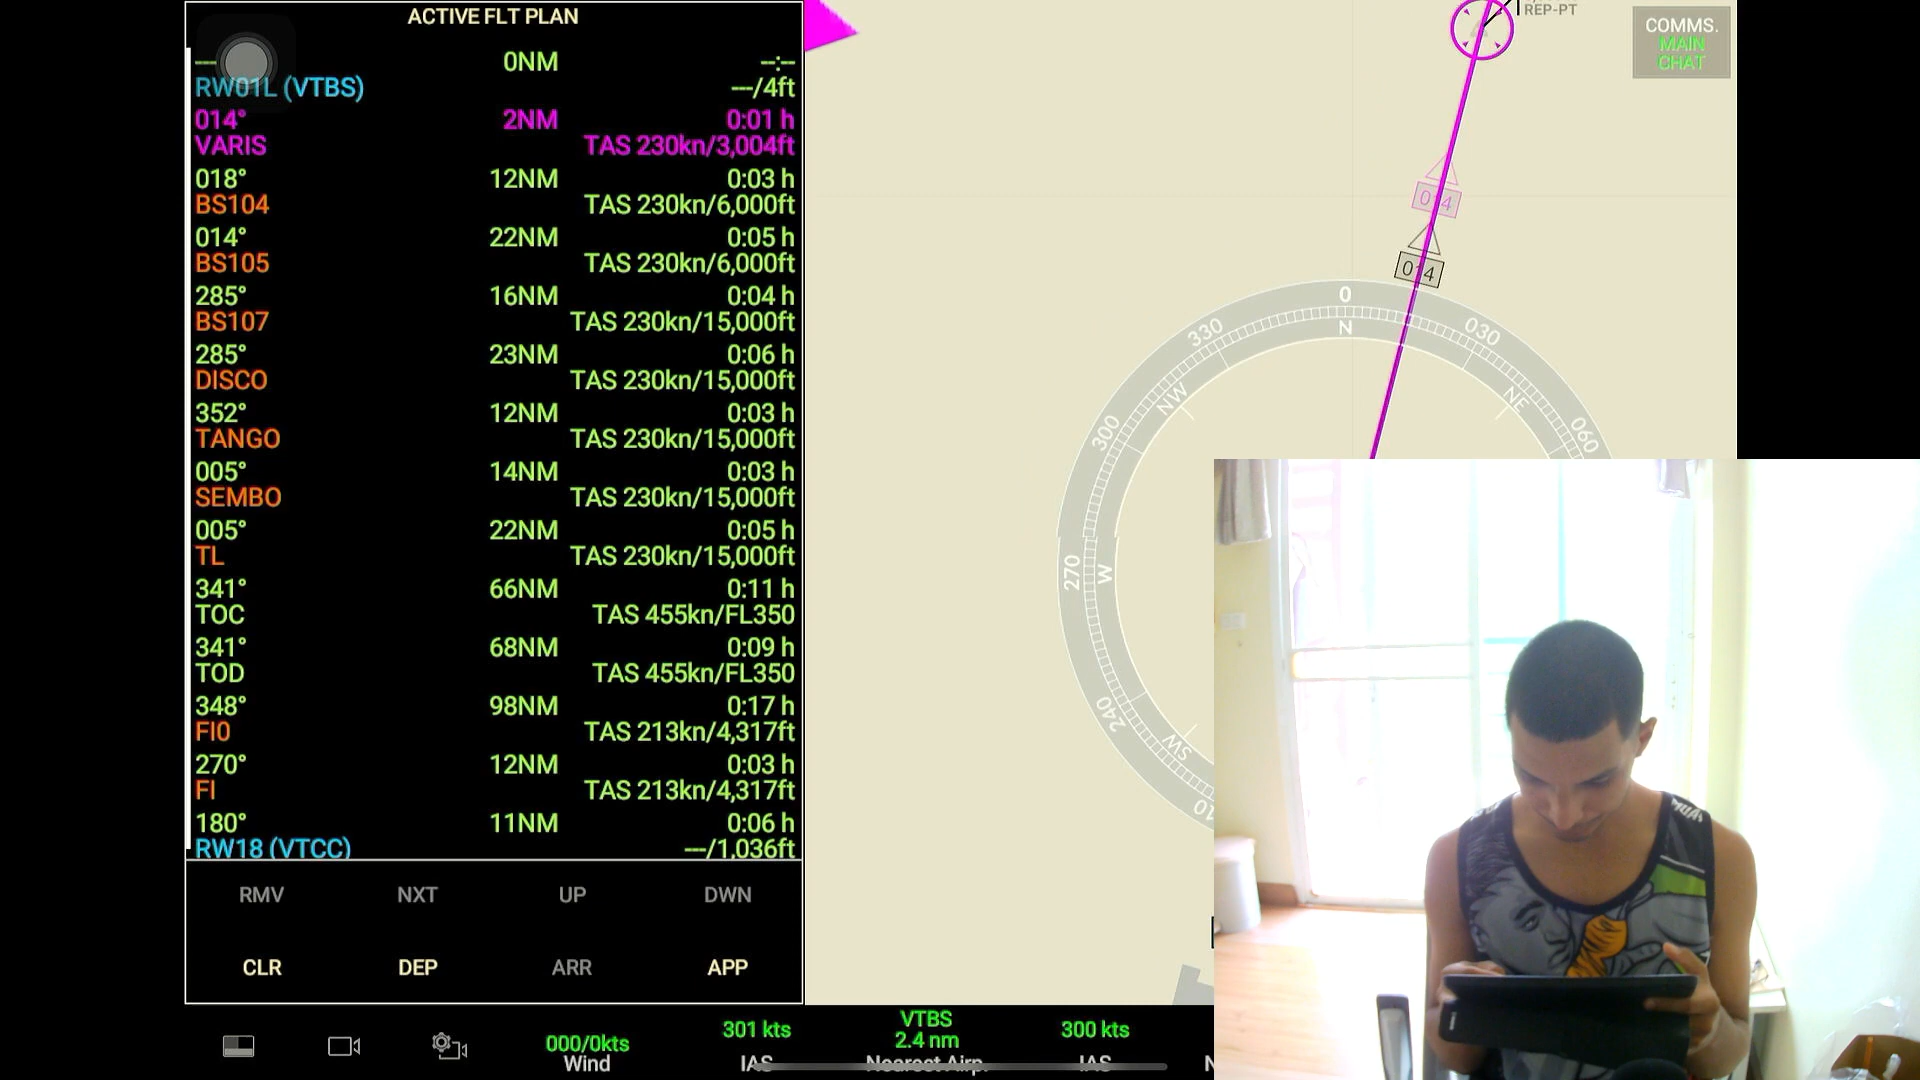 ACTIVE FLT PLAN
--- 0NM --:--
RW01L (VTBS) ---/4ft
014° 2NM 0:01 h
VARIS TAS 230kn/3,004ft
018° 12NM 0:03 h
BS104 TAS 230kn/6,000ft
014° 22NM 0:05 h
BS105 TAS 230kn/6,000ft
285° 16NM 0:04 h
BS107 TAS 230kn/15,000ft
285° 23NM 0:06 h
DISCO TAS 230kn/15,000ft
352° 12NM 0:03 h
TANGO TAS 230kn/15,000ft
005° 14NM 0:03 h
SEMBO TAS 230kn/15,000ft
005° 22NM 0:05 h
TL TAS 230kn/15,000ft
341° 66NM 0:11 h
TOC TAS 455kn/FL350
341° 68NM 0:09 h
TOD TAS 455kn/FL350
348° 98NM 0:17 h
FI0 TAS 213kn/4,317ft
270° 12NM 0:03 h
FI TAS 213kn/4,317ft
180° 11NM 0:06 h
RW18 (VTCC) ---/1,036ft
RMV NXT UP DWN
CLR DEP ARR APP
000/0kts
Wind
301 kts
IAS
VTBS
2.4 nm
Nearest Airp.
300 kts
IAS
N
REP-PT
COMMS.
MAIN
CHAT
014
014
0
N
030
NE
060
330
NW
300
270
W
240
SW